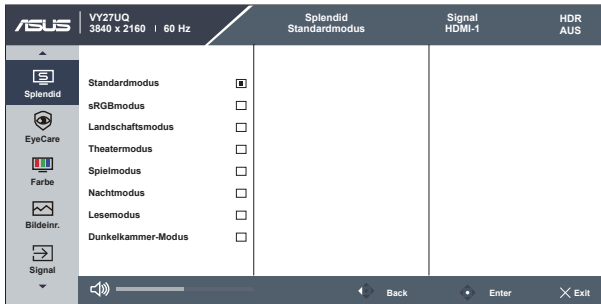 ASUS
VY27UQ
3840 x 2160 | 60 Hz
Splendid
Standardmodus
Signal
HDMI-1
HDR
AUS
Splendid
EyeCare
Farbe
Bildeinr.
Signal
Standardmodus
sRGBmodus
Landschaftsmodus
Theatermodus
Spielmodus
Nachtmodus
Lesemodus
Dunkelkammer-Modus
Back
Enter
Exit